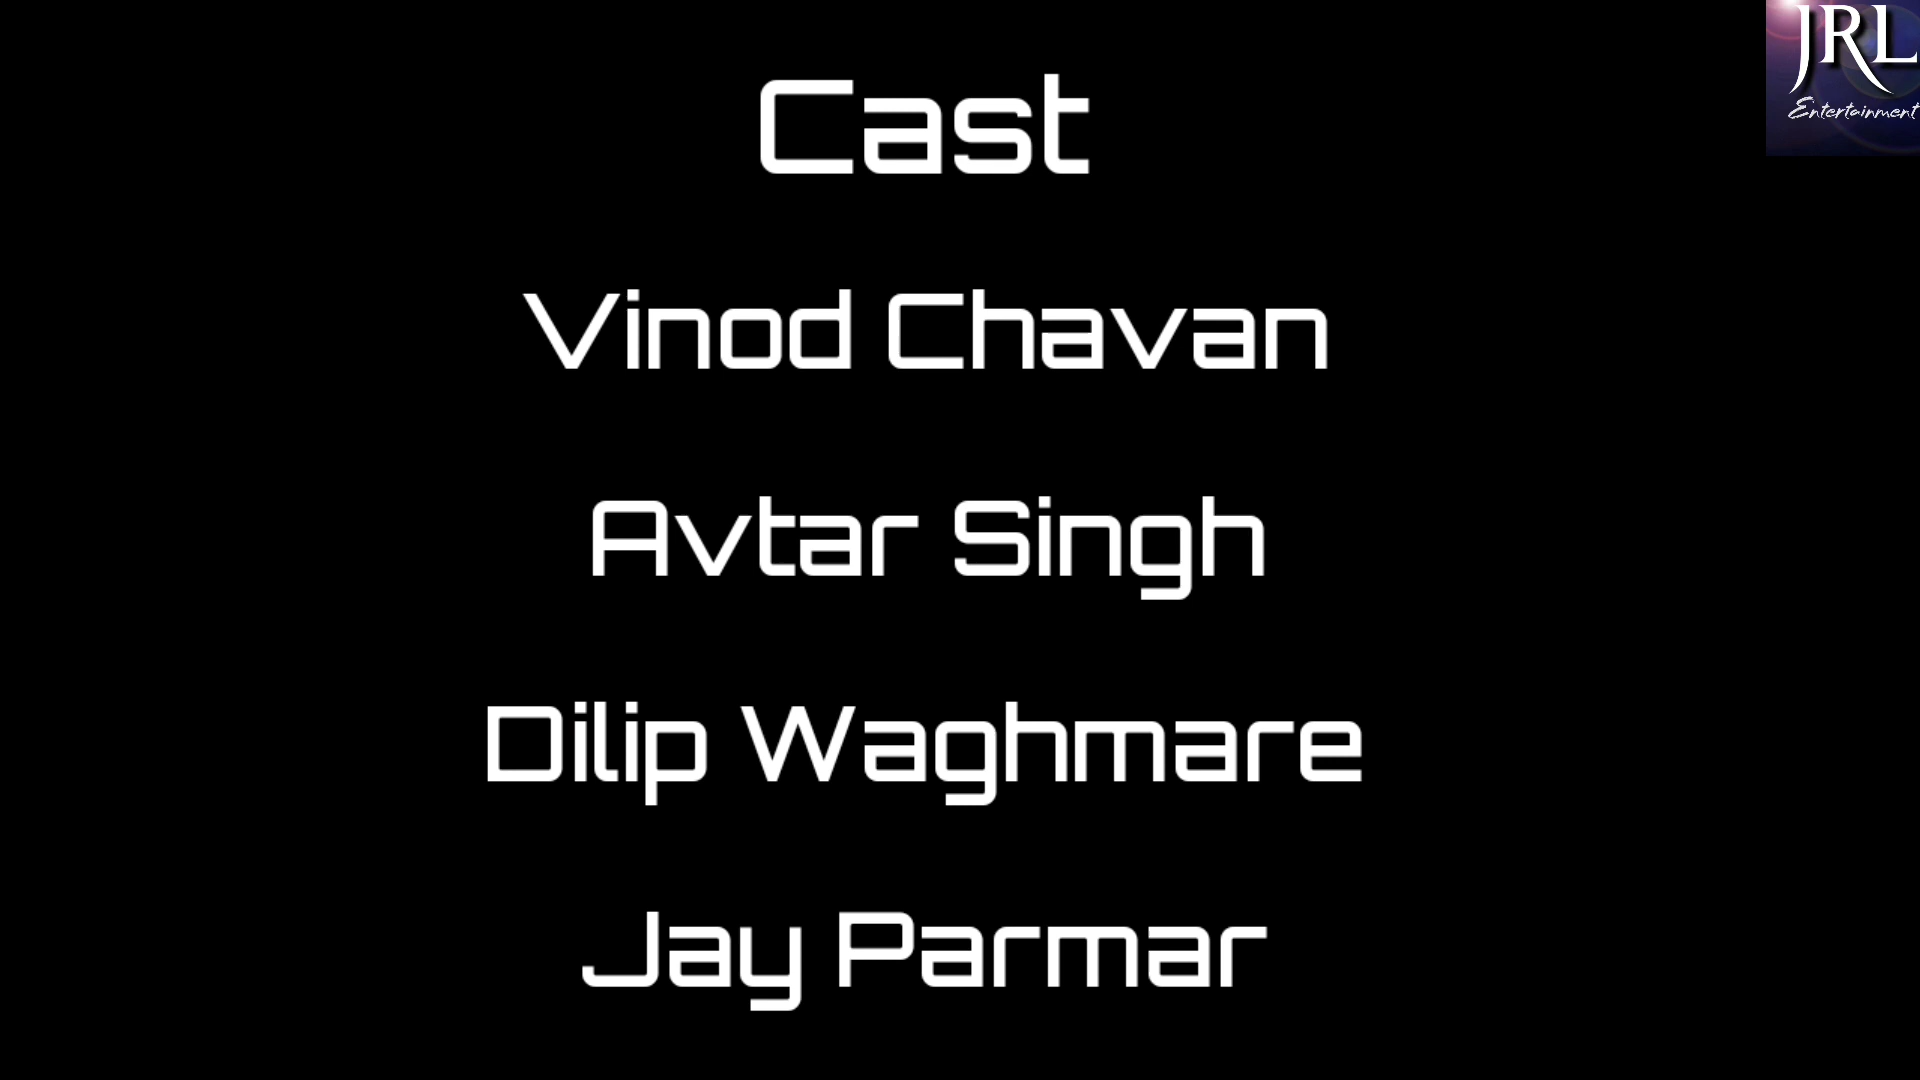 Cast
JRL
Entertainment
Vinod Chavan
Avtar Singh
Dilip Waghmare
Jay Parmar